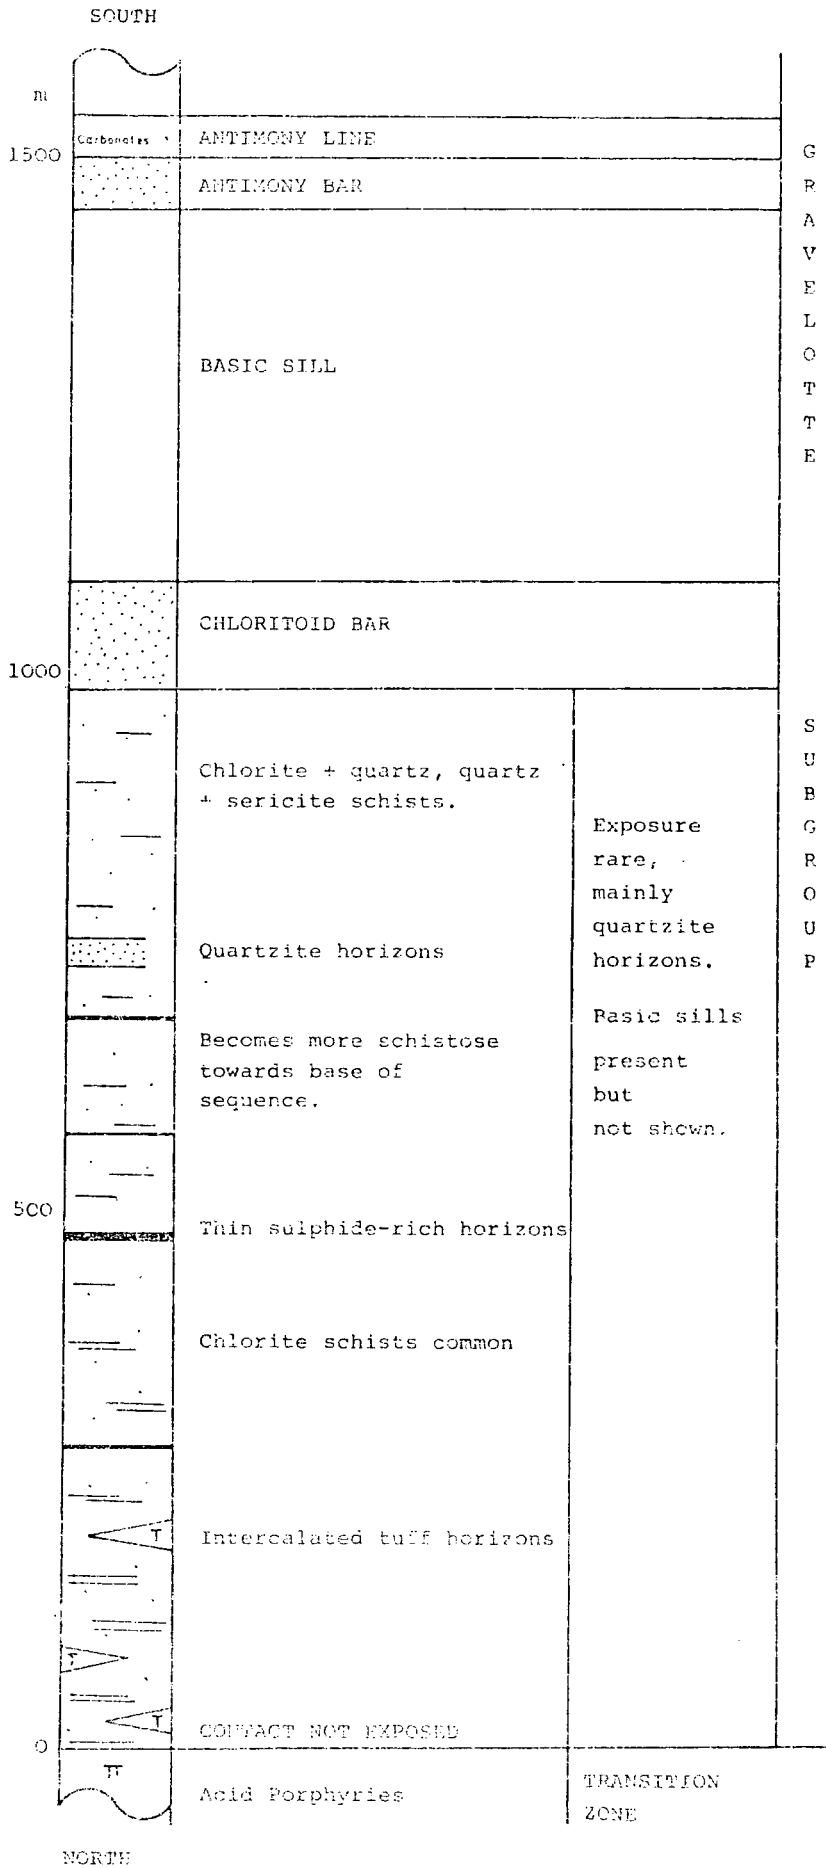 SOUTH
m
Carbonates
ANTIMONY LINE
1500
ANTIMONY BAR
GRAVELOTTE
BASIC SILL
CHLORITOID BAR
1000
SUBGROUP
Chlorite + quartz, quartz
+ sericite schists.
Exposure
rare,
mainly
quartzite
horizons.
Quartzite horizons
Basic sills
present
but
not shown.
Becomes more schistose
towards base of
sequence.
500
Thin sulphide-rich horizons
Chlorite schists common
T
Intercalated tuff horizons
T
T
CONTACT NOT EXPOSED
0
TT
Acid Porphyries
TRANSITION
ZONE
NORTH